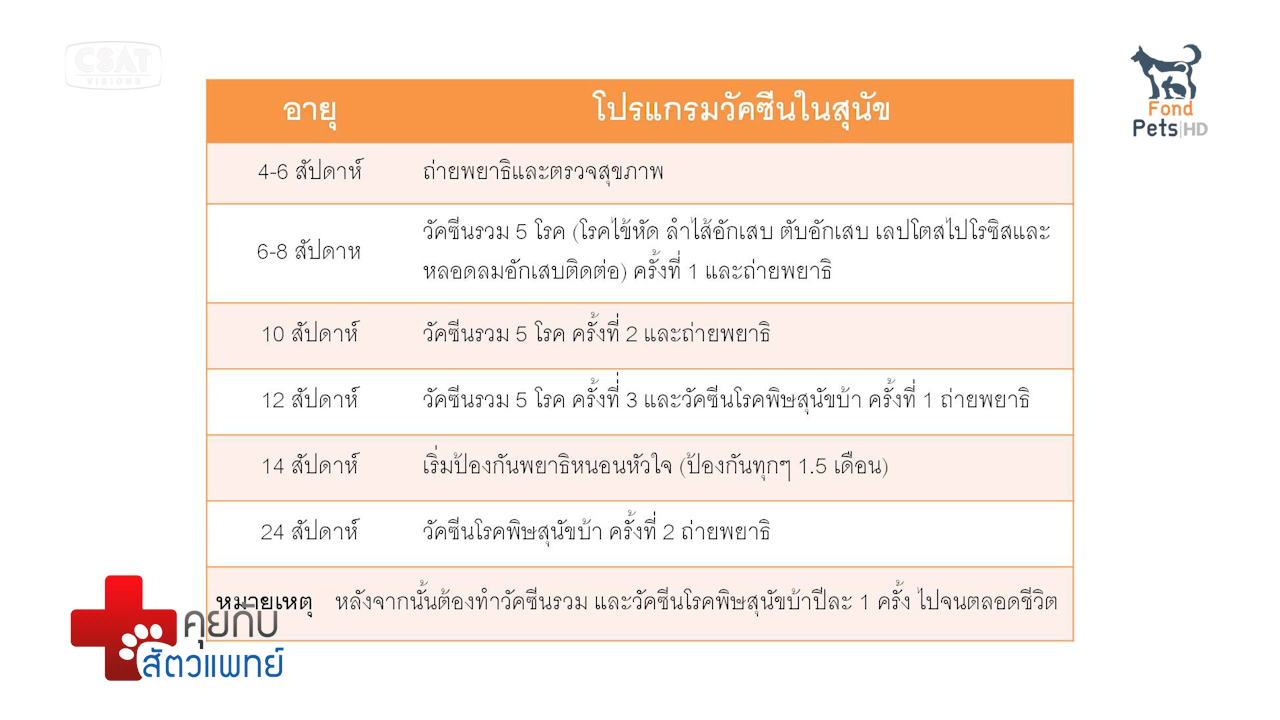 CSAT
VISIONS
Fond
Pets|HD
อายุ โปรแกรมวัคซีนในสุนัข
4-6 สัปดาห์ ถ่ายพยาธิและตรวจสุขภาพ
6-8 สัปดาห วัคซีนรวม 5 โรค (โรคไข้หัด ลำไส้อักเสบ ตับอักเสบ เลปโตสไปโรซิสและ
หลอดลมอักเสบติดต่อ) ครั้งที่ 1 และถ่ายพยาธิ
10 สัปดาห์ วัคซีนรวม 5 โรค ครั้งที่ 2 และถ่ายพยาธิ
12 สัปดาห์ วัคซีนรวม 5 โรค ครั้งที่ 3 และวัคซีนโรคพิษสุนัขบ้า ครั้งที่ 1 ถ่ายพยาธิ
14 สัปดาห์ เริ่มป้องกันพยาธิหนอนหัวใจ (ป้องกันทุกๆ 1.5 เดือน)
24 สัปดาห์ วัคซีนโรคพิษสุนัขบ้า ครั้งที่ 2 ถ่ายพยาธิ
หมายเหตุ หลังจากนั้นต้องทำวัคซีนรวม และวัคซีนโรคพิษสุนัขบ้าปีละ 1 ครั้ง ไปจนตลอดชีวิต
คุยกับ
สัตวแพทย์